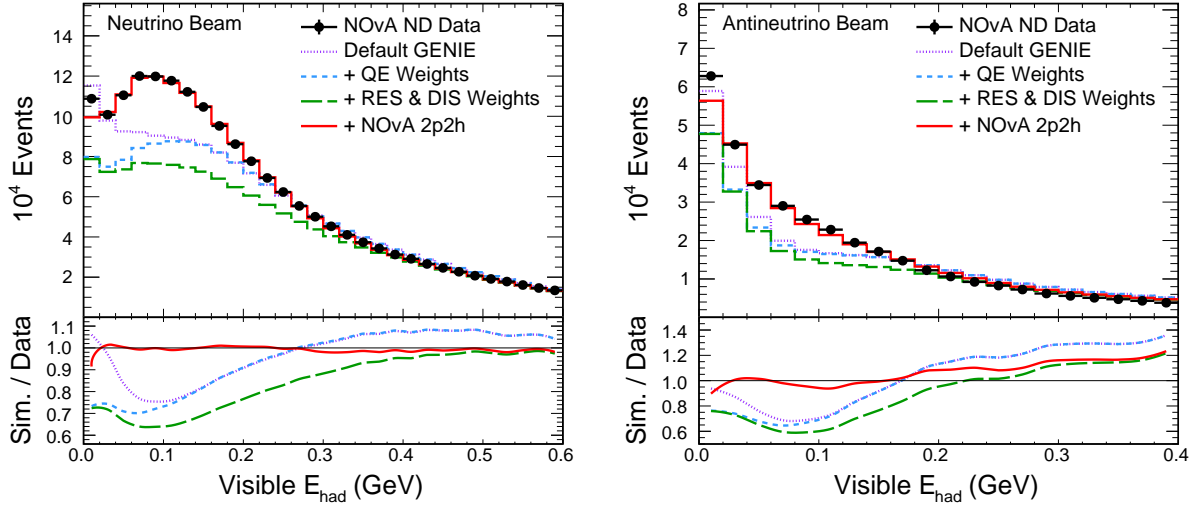 Neutrino Beam
NOvA ND Data
Default GENIE
+ QE Weights
+ RES & DIS Weights
+ NOvA 2p2h
14
12
10
8
6
4
2
10⁴ Events
1.1
1.0
0.9
0.8
0.7
0.6
Sim. / Data
0.0 0.1 0.2 0.3 0.4 0.5 0.6
Visible E_had (GeV)
Antineutrino Beam
NOvA ND Data
Default GENIE
+ QE Weights
+ RES & DIS Weights
+ NOvA 2p2h
8
7
6
5
4
3
2
1
10⁴ Events
1.4
1.2
1.0
0.8
0.6
Sim. / Data
0.0 0.1 0.2 0.3 0.4
Visible E_had (GeV)